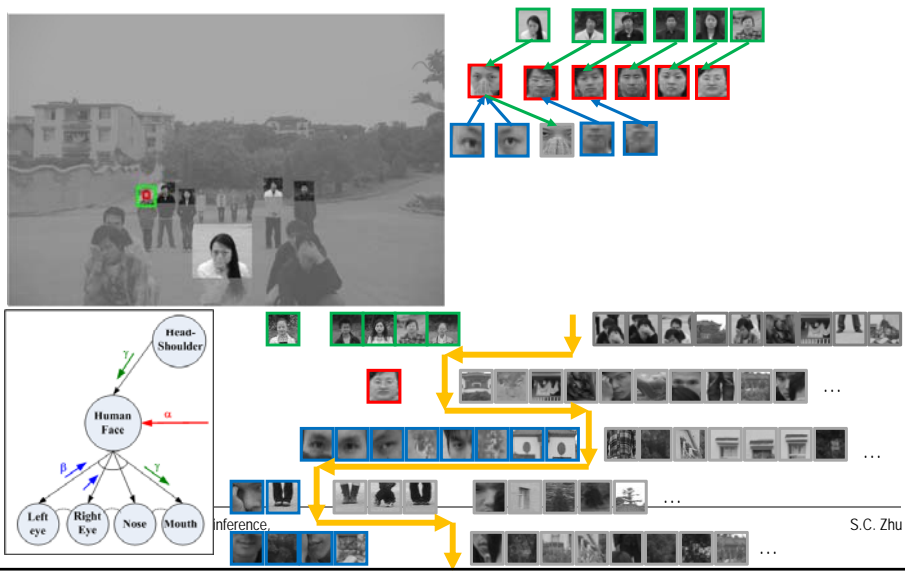 Head-
Shoulder
γ
Human
Face
α
β
γ
Left
eye
Right
Eye
Nose
Mouth
...
...
...
...
inference,
S.C. Zhu